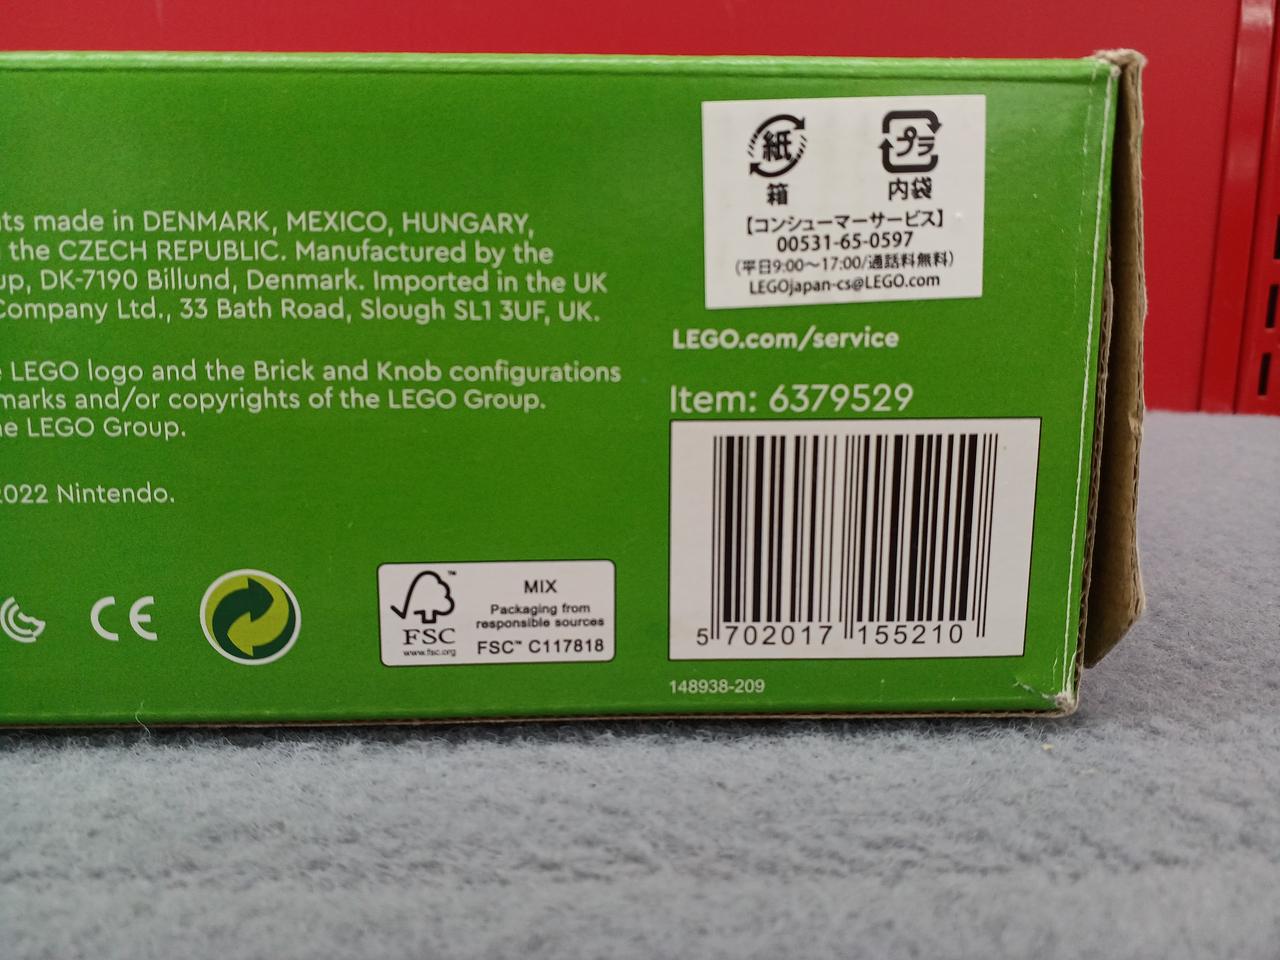 ts made in DENMARK, MEXICO, HUNGARY,
the CZECH REPUBLIC. Manufactured by the
up, DK-7190 Billund, Denmark. Imported in the UK
Company Ltd., 33 Bath Road, Slough SL1 3UF, UK.
LEGO logo and the Brick and Knob configurations
marks and/or copyrights of the LEGO Group.
he LEGO Group.
2022 Nintendo.
CE
FSC™
www.fsc.org
MIX
Packaging from
responsible sources
FSC™ C117818
紙
箱
プラ
内袋
【コンシューマーサービス】
00531-65-0597
(平日9:00〜17:00/通話料無料)
LEGOjapan-cs@LEGO.com
LEGO.com/service
Item: 6379529
5 702017 155210
148938-209